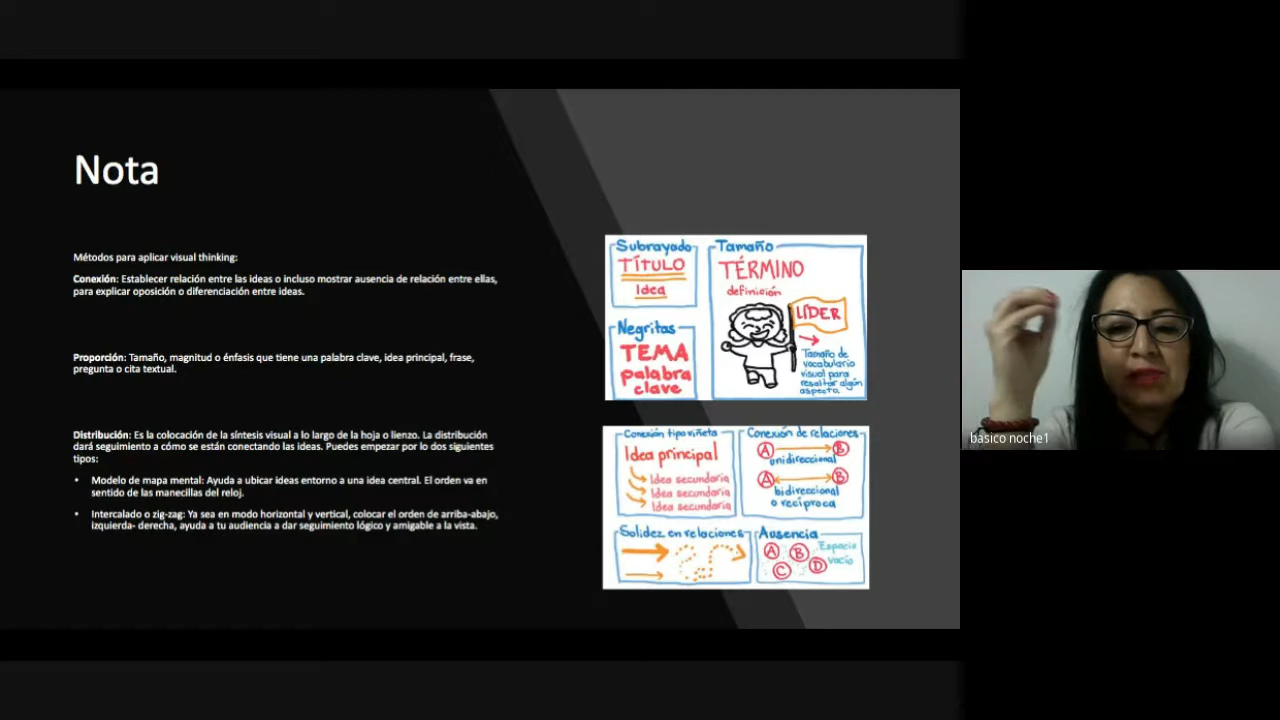 Nota
Métodos para aplicar visual thinking:
Conexión: Establecer relación entre las ideas o incluso mostrar ausencia de relación entre ellas,
para explicar oposición o diferenciación entre ideas.
Proporción: Tamaño, magnitud o énfasis que tiene una palabra clave, idea principal, frase,
pregunta o cita textual.
Distribución: Es la colocación de la síntesis visual a lo largo de la hoja o lienzo. La distribución
dará seguimiento a cómo se están conectando las ideas. Puedes empezar por lo dos siguientes
tipos:
• Modelo de mapa mental: Ayuda a ubicar ideas entorno a una idea central. El orden va en
sentido de las manecillas del reloj.
• Intercalado o zig-zag: Ya sea en modo horizontal y vertical, colocar el orden de arriba-abajo,
izquierda- derecha, ayuda a tu audiencia a dar seguimiento lógico y amigable a la vista.
Subrayado
TÍTULO
Idea
Negritas
TEMA
palabra
clave
Tamaño
TÉRMINO
definición
LÍDER
Tamaño de
vocabulario
visual para
resaltar algún
aspecto.
Conexión tipo viñeta
Idea principal
Idea secundaria
Idea secundaria
Idea secundaria
Conexión de relaciones
A B
unidireccional
A B
bidireccional
o recíproca
Solidez en relaciones
Ausencia
A B
C D
Espacio
vacío
basico noche1